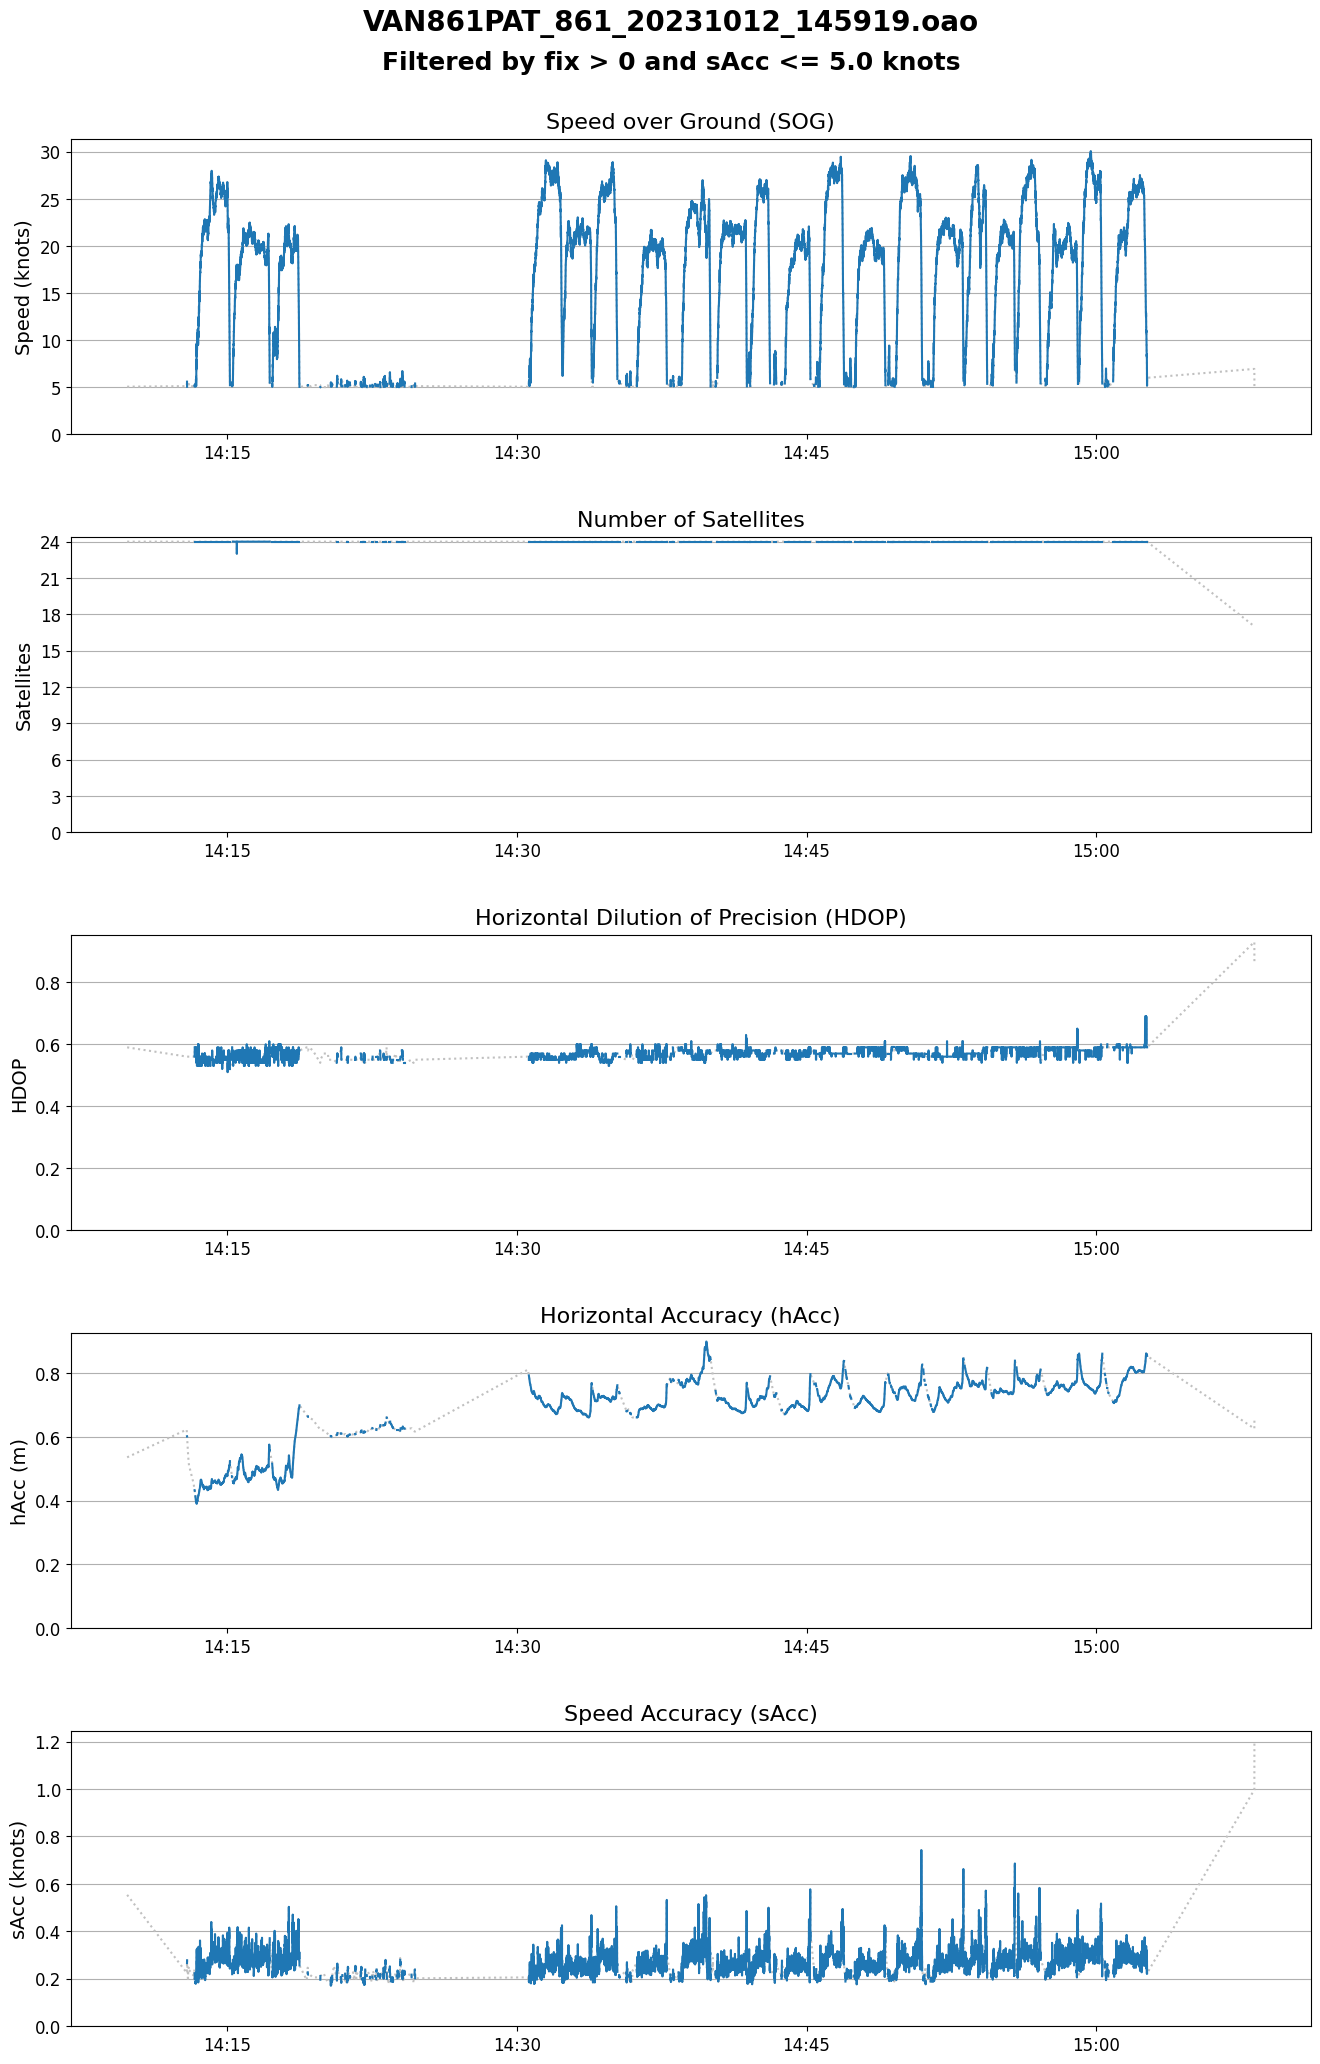 VAN861PAT_861_20231012_145919.oao
Filtered by fix > 0 and sAcc <= 5.0 knots
Speed over Ground (SOG)
Speed (knots)
30
25
20
15
10
5
0
14:15 14:30 14:45 15:00
Number of Satellites
Satellites
24
21
18
15
12
9
6
3
0
14:15 14:30 14:45 15:00
Horizontal Dilution of Precision (HDOP)
HDOP
0.8
0.6
0.4
0.2
0.0
14:15 14:30 14:45 15:00
Horizontal Accuracy (hAcc)
hAcc (m)
0.8
0.6
0.4
0.2
0.0
14:15 14:30 14:45 15:00
Speed Accuracy (sAcc)
sAcc (knots)
1.2
1.0
0.8
0.6
0.4
0.2
0.0
14:15 14:30 14:45 15:00